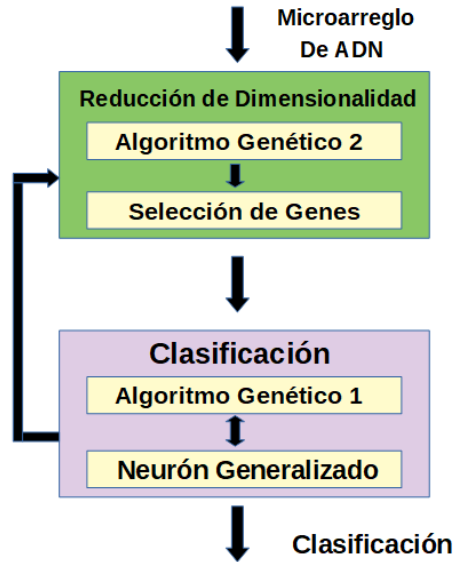 Microarreglo
De ADN
Reducción de Dimensionalidad
Algoritmo Genético 2
Selección de Genes
Clasificación
Algoritmo Genético 1
Neurón Generalizado
Clasificación